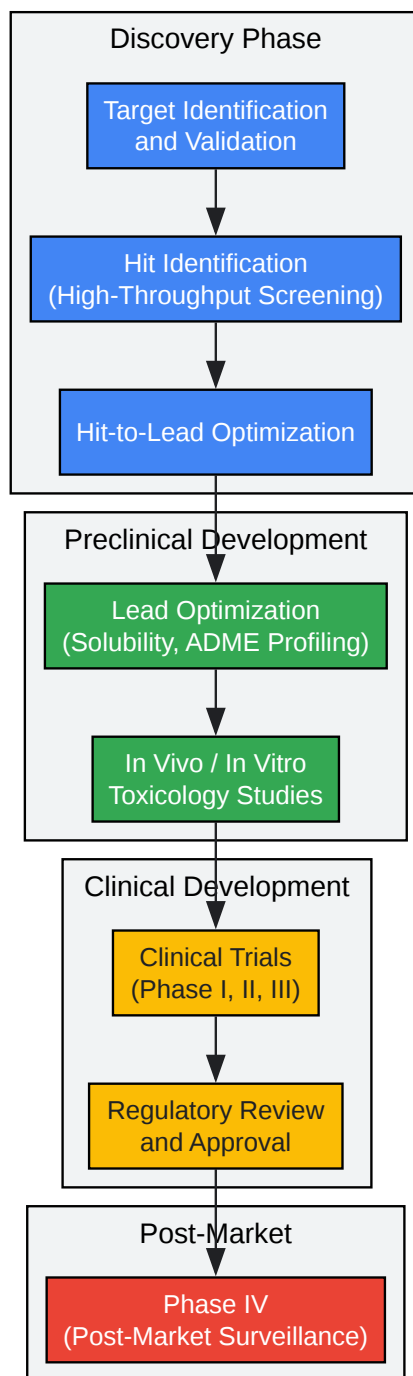 Discovery Phase
Target Identification
and Validation
Hit Identification
(High-Throughput Screening)
Hit-to-Lead Optimization
Preclinical Development
Lead Optimization
(Solubility, ADME Profiling)
In Vivo / In Vitro
Toxicology Studies
Clinical Development
Clinical Trials
(Phase I, II, III)
Regulatory Review
and Approval
Post-Market
Phase IV
(Post-Market Surveillance)